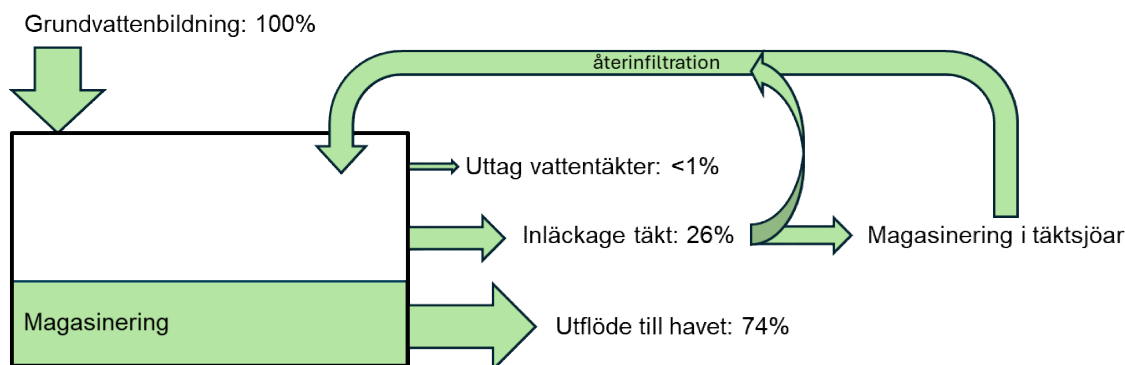 Grundvattenbildning: 100%
återinfiltration
Uttag vattentäkter: <1%
Inläckage täkt: 26%
Magasinering i täktsjöar
Magasinering
Utflöde till havet: 74%